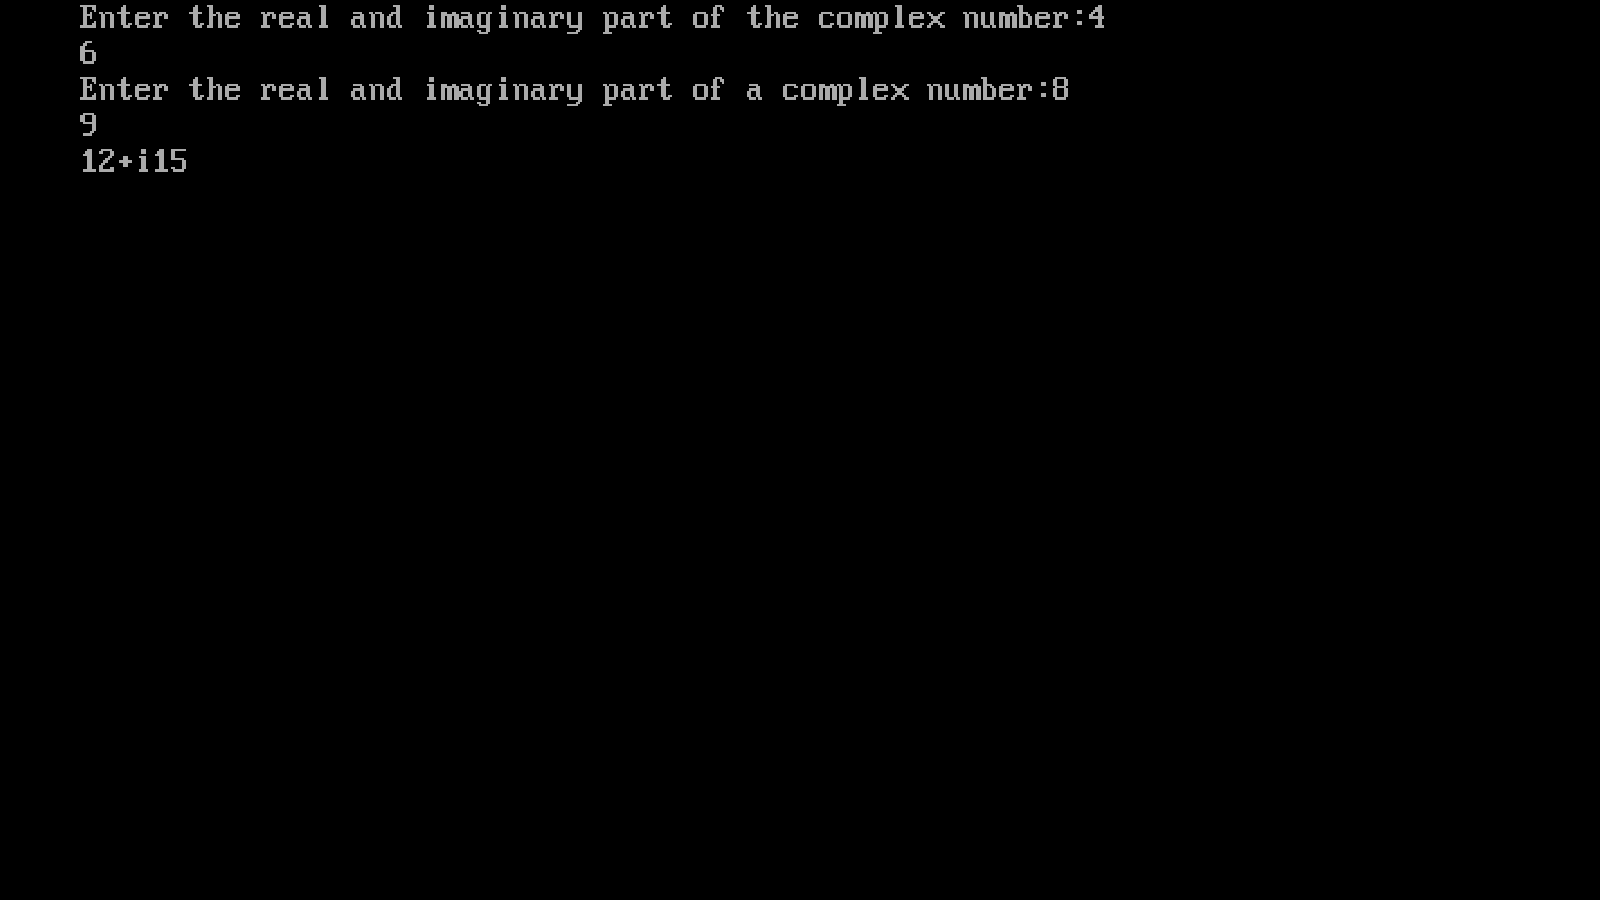 Enter the real and imaginary part of the complex number:4
6
Enter the real and imaginary part of a complex number:8
9
12+i15